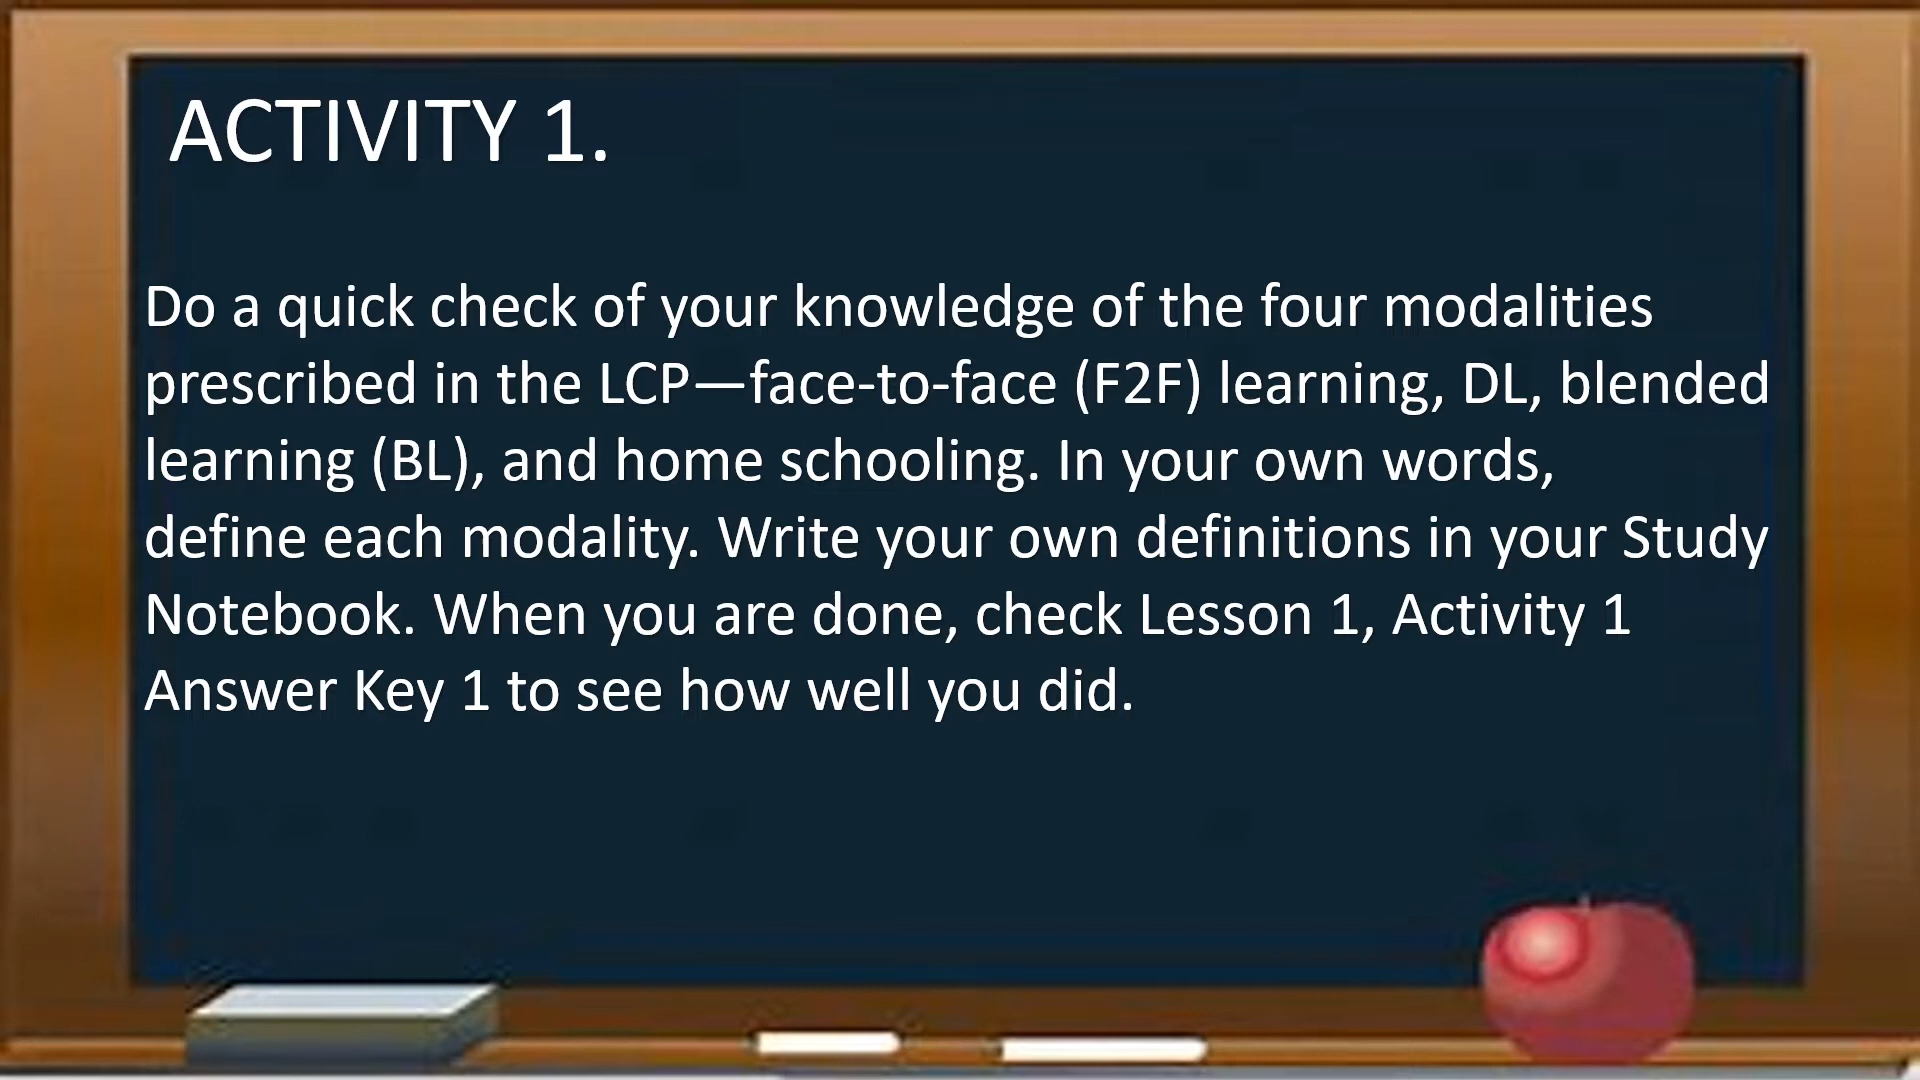 ACTIVITY 1.
Do a quick check of your knowledge of the four modalities
prescribed in the LCP—face-to-face (F2F) learning, DL, blended
learning (BL), and home schooling. In your own words,
define each modality. Write your own definitions in your Study
Notebook. When you are done, check Lesson 1, Activity 1
Answer Key 1 to see how well you did.